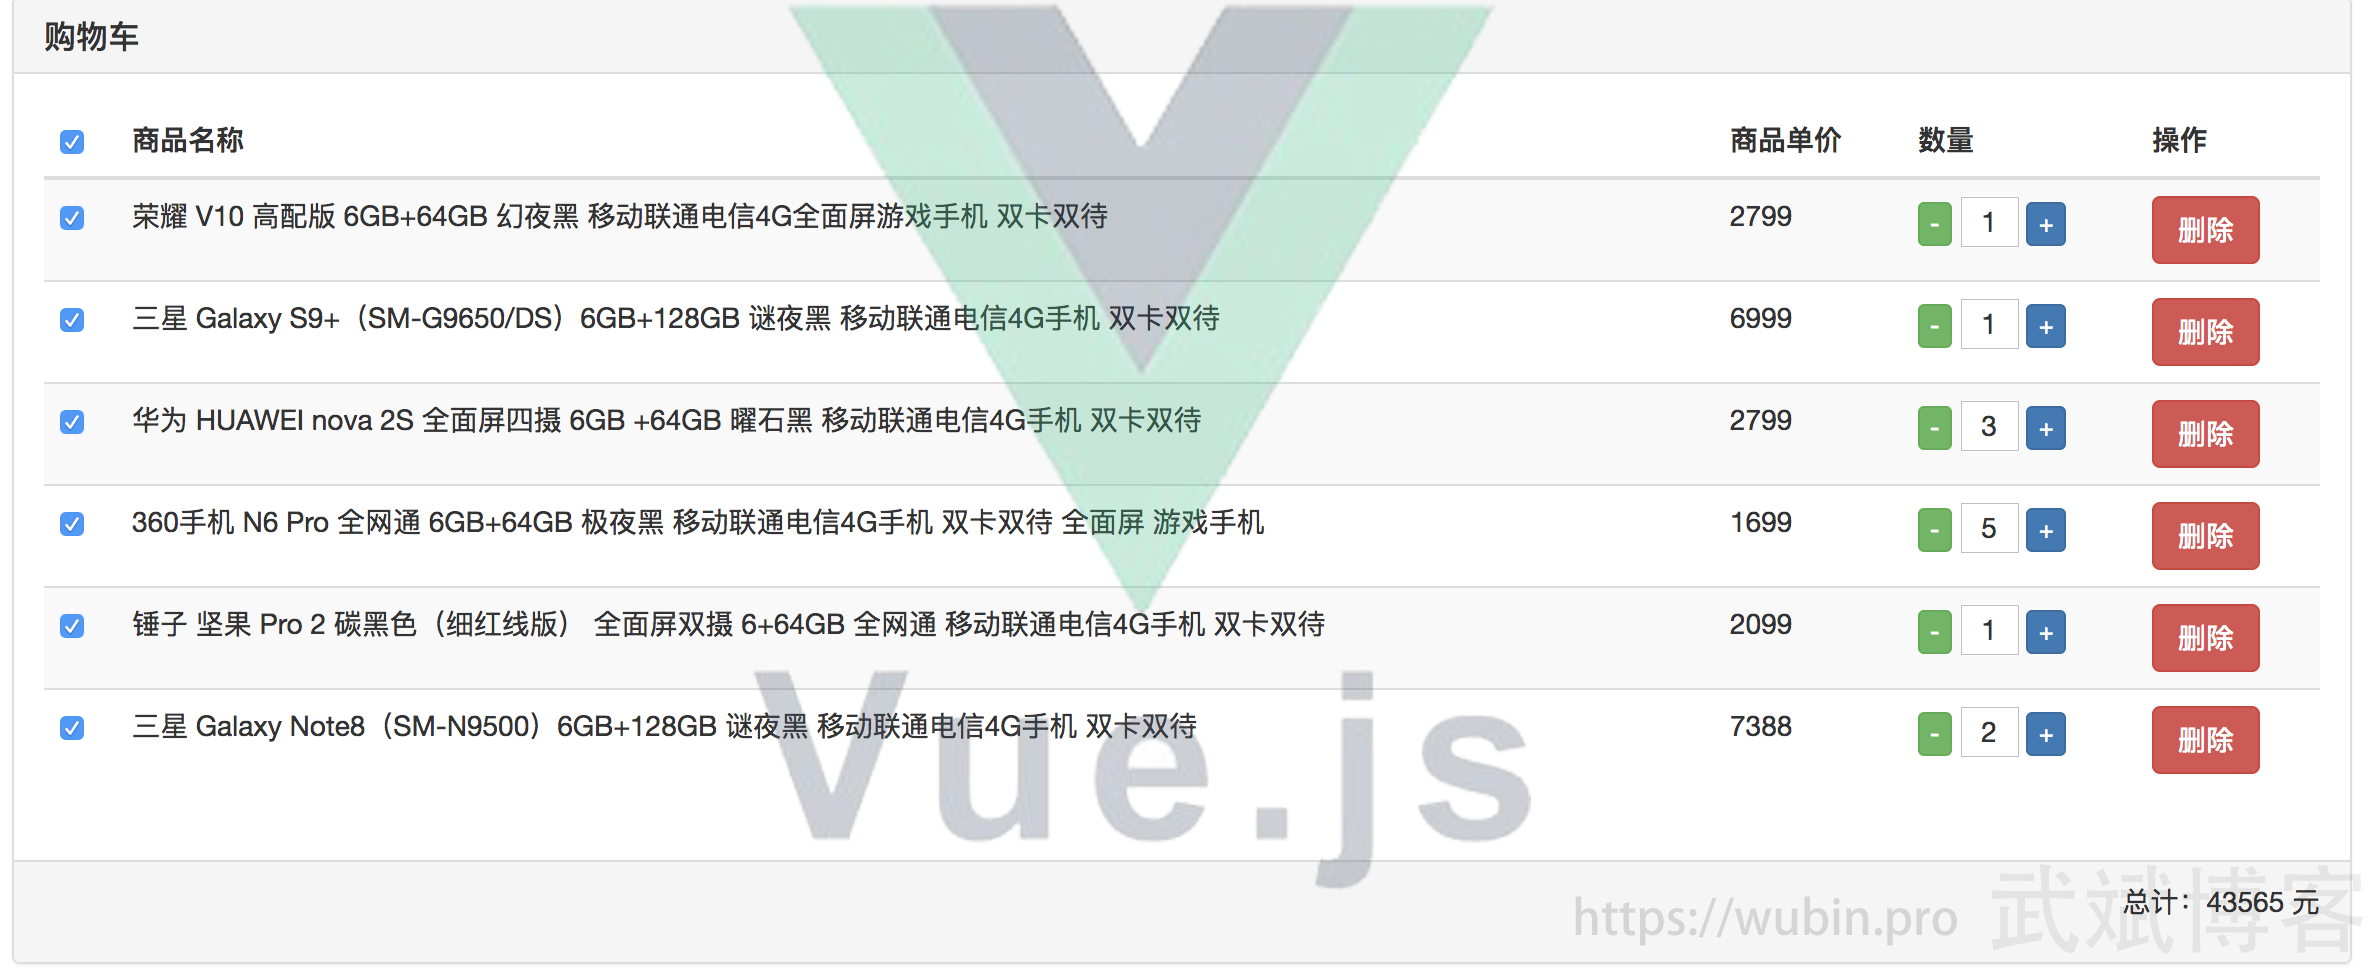 购物车
商品名称 商品单价 数量 操作
荣耀 V10 高配版 6GB+64GB 幻夜黑 移动联通电信4G全面屏游戏手机 双卡双待 2799 - 1 + 删除
三星 Galaxy S9+（SM-G9650/DS）6GB+128GB 谜夜黑 移动联通电信4G手机 双卡双待 6999 - 1 + 删除
华为 HUAWEI nova 2S 全面屏四摄 6GB +64GB 曜石黑 移动联通电信4G手机 双卡双待 2799 - 3 + 删除
360手机 N6 Pro 全网通 6GB+64GB 极夜黑 移动联通电信4G手机 双卡双待 全面屏 游戏手机 1699 - 5 + 删除
锤子 坚果 Pro 2 碳黑色（细红线版） 全面屏双摄 6+64GB 全网通 移动联通电信4G手机 双卡双待 2099 - 1 + 删除
三星 Galaxy Note8（SM-N9500）6GB+128GB 谜夜黑 移动联通电信4G手机 双卡双待 7388 - 2 + 删除
Vue.js
总计：43565 元
https://wubin.pro 武斌博客